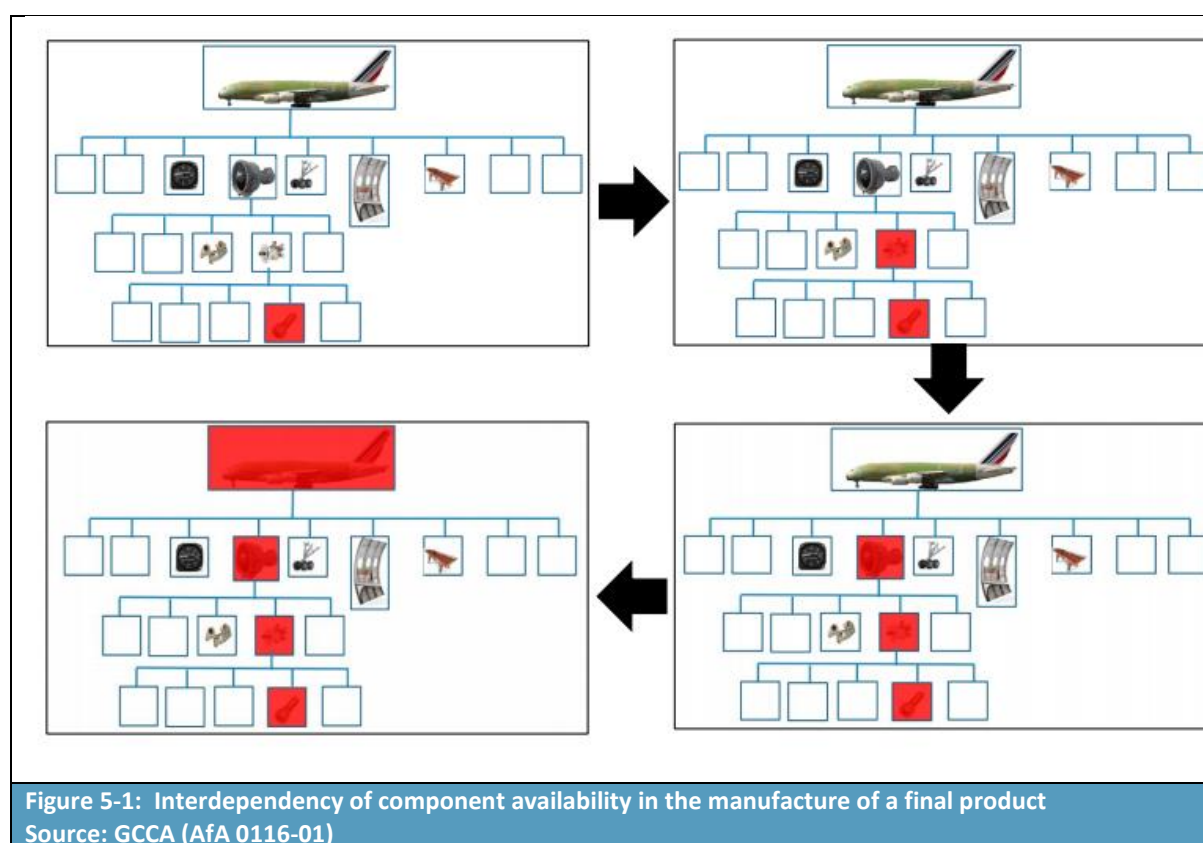 Figure 5-1:  Interdependency of component availability in the manufacture of a final product
Source: GCCA (AfA 0116-01)